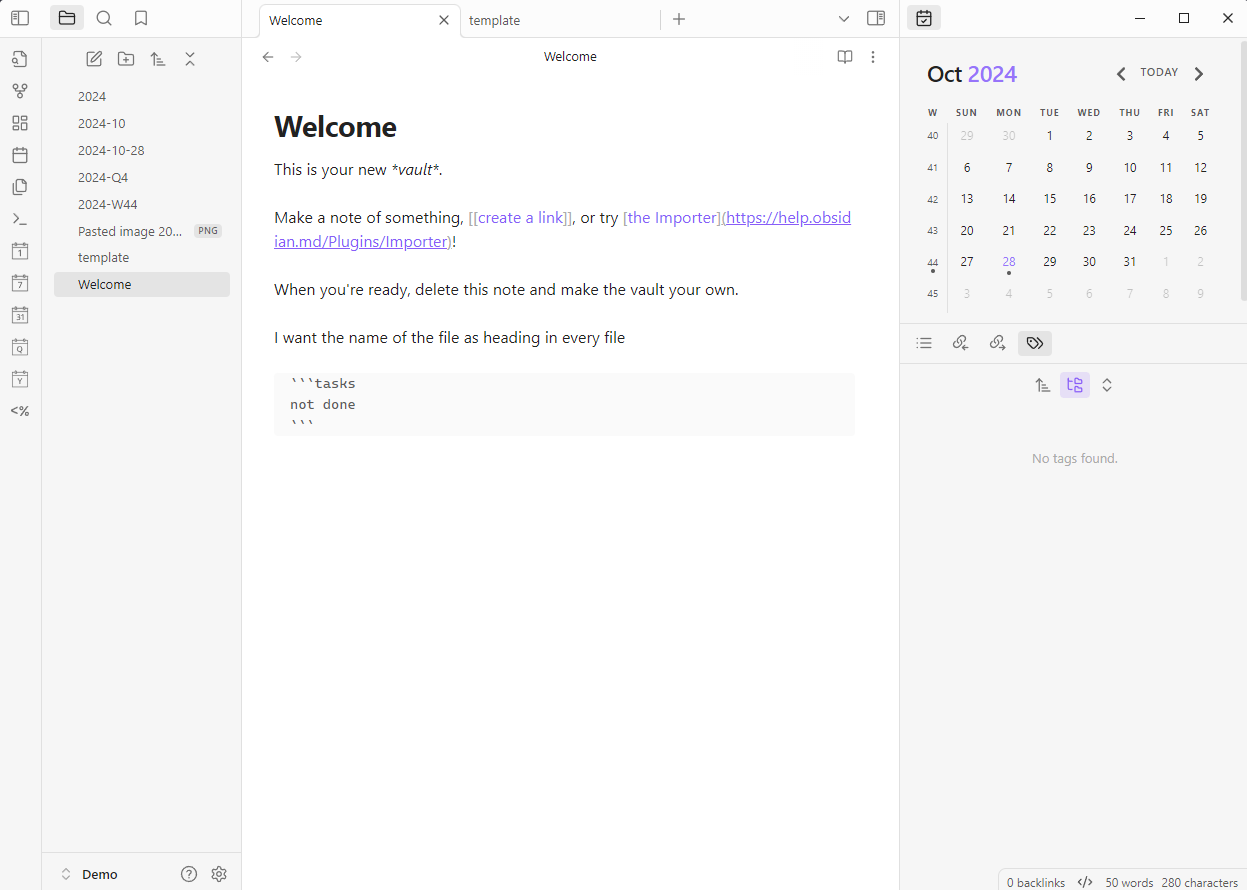 Welcome
template
2024
2024-10
2024-10-28
2024-Q4
2024-W44
Pasted image 20... PNG
template
Welcome
1
7
31
Q
Y
<%
Demo
Welcome
Welcome
This is your new *vault*.
Make a note of something, [[create a link]], or try [the Importer](https://help.obsid
ian.md/Plugins/Importer)!
When you're ready, delete this note and make the vault your own.
I want the name of the file as heading in every file
```tasks
not done
```
Oct 2024 TODAY
W SUN MON TUE WED THU FRI SAT
40 29 30 1 2 3 4 5
41 6 7 8 9 10 11 12
42 13 14 15 16 17 18 19
43 20 21 22 23 24 25 26
44 27 28 29 30 31 1 2
45 3 4 5 6 7 8 9
No tags found.
0 backlinks 50 words 280 characters